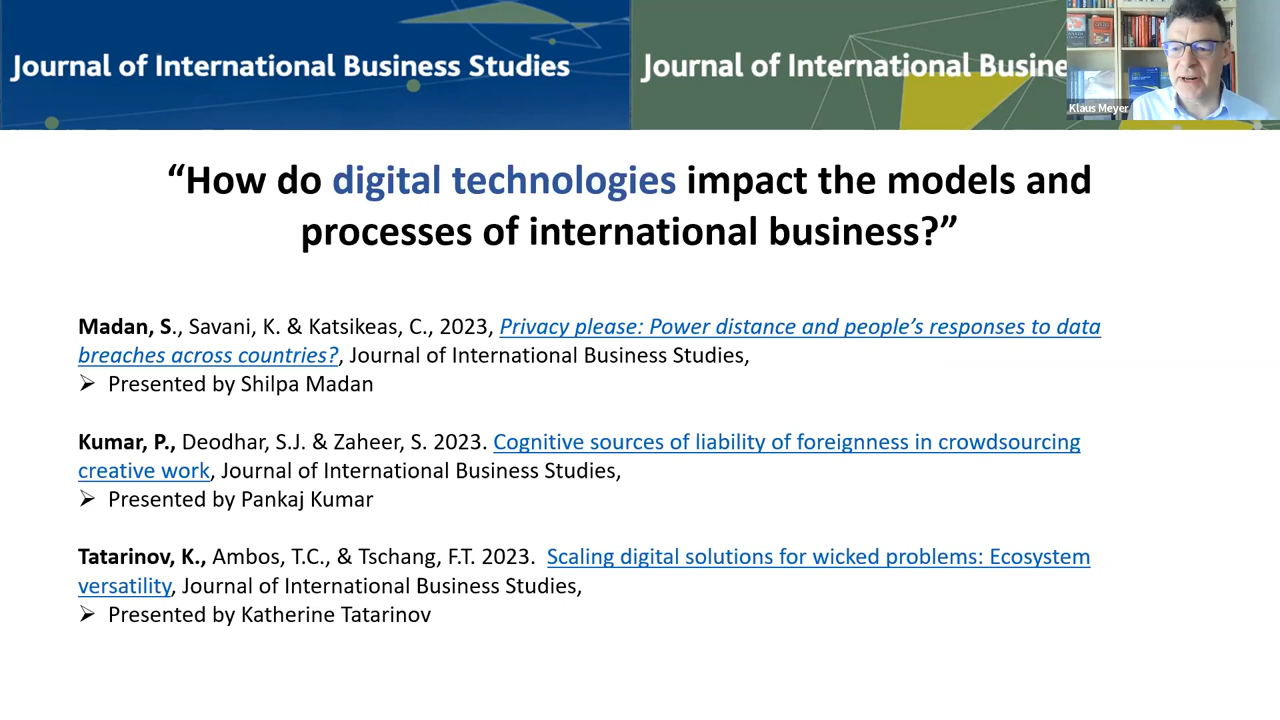 Journal of International Business Studies
Journal of International Busine
Klaus Meyer
“How do digital technologies impact the models and
processes of international business?”
Madan, S., Savani, K. & Katsikeas, C., 2023, Privacy please: Power distance and people’s responses to data
breaches across countries?, Journal of International Business Studies,
➢ Presented by Shilpa Madan
Kumar, P., Deodhar, S.J. & Zaheer, S. 2023. Cognitive sources of liability of foreignness in crowdsourcing
creative work, Journal of International Business Studies,
➢ Presented by Pankaj Kumar
Tatarinov, K., Ambos, T.C., & Tschang, F.T. 2023. Scaling digital solutions for wicked problems: Ecosystem
versatility, Journal of International Business Studies,
➢ Presented by Katherine Tatarinov